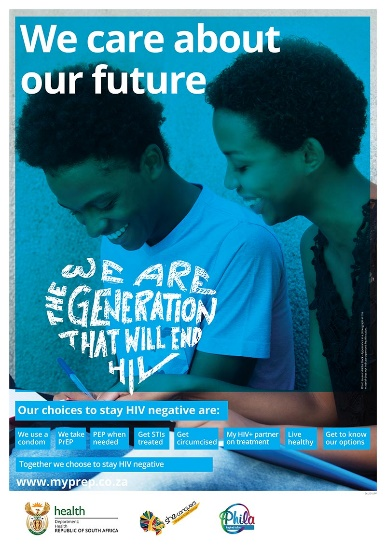 We care about
our future
WE ARE
THE GENERATION
THAT WILL END
HIV
Our choices to stay HIV negative are:
We use a condom
We take PrEP
PEP when needed
Get STIs treated
Get circumcised
My HIV+ partner on treatment
Live healthy
Get to know our options
Together we choose to stay HIV negative
www.myprep.co.za
health
Department:
Health
REPUBLIC OF SOUTH AFRICA
she conquers
Phila